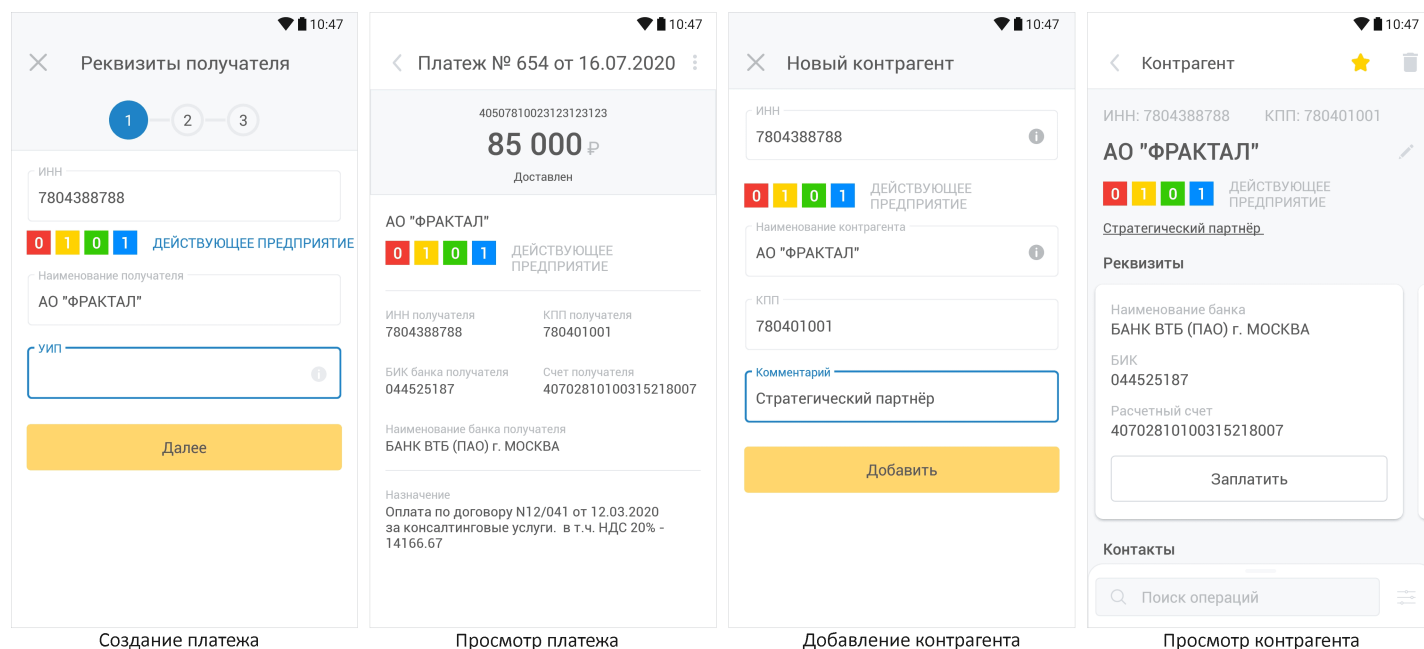 10:47
Реквизиты получателя
1 2 3
ИНН
7804388788
0 1 0 1 ДЕЙСТВУЮЩЕЕ ПРЕДПРИЯТИЕ
Наименование получателя
АО "ФРАКТАЛ"
УИП
Далее
Создание платежа
10:47
Платеж № 654 от 16.07.2020
40507810023123123123
85 000 ₽
Доставлен
АО "ФРАКТАЛ"
0 1 0 1 ДЕЙСТВУЮЩЕЕ
ПРЕДПРИЯТИЕ
ИНН получателя КПП получателя
7804388788 780401001
БИК банка получателя Счет получателя
044525187 40702810100315218007
Наименование банка получателя
БАНК ВТБ (ПАО) г. МОСКВА
Назначение
Оплата по договору N12/041 от 12.03.2020
за консалтинговые услуги. в т.ч. НДС 20% -
14166.67
Просмотр платежа
10:47
Новый контрагент
ИНН
7804388788
0 1 0 1 ДЕЙСТВУЮЩЕЕ
ПРЕДПРИЯТИЕ
Наименование контрагента
АО "ФРАКТАЛ"
КПП
780401001
Комментарий
Стратегический партнёр
Добавить
Добавление контрагента
10:47
Контрагент
ИНН: 7804388788 КПП: 780401001
АО "ФРАКТАЛ"
0 1 0 1 ДЕЙСТВУЮЩЕЕ
ПРЕДПРИЯТИЕ
Стратегический партнёр
Реквизиты
Наименование банка
БАНК ВТБ (ПАО) г. МОСКВА
БИК
044525187
Расчетный счет
40702810100315218007
Заплатить
Контакты
Поиск операций
Просмотр контрагента